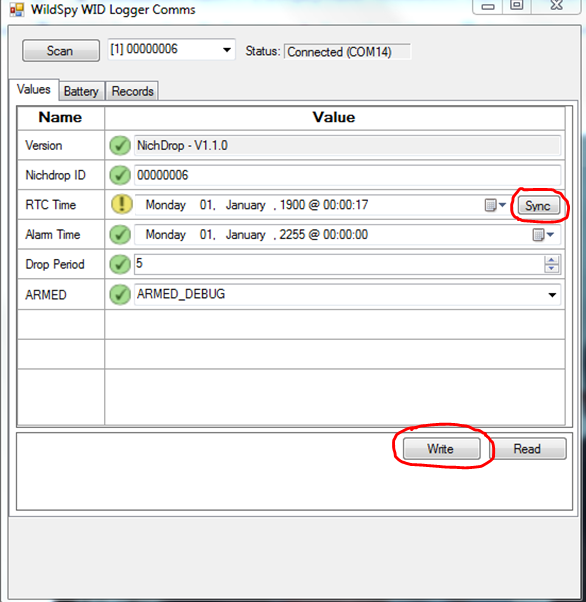 WildSpy WID Logger Comms
Scan [1] 00000006 Status: Connected (COM14)
Values Battery Records
Name Value
Version NichDrop - V1.1.0
Nichdrop ID 00000006
RTC Time Monday 01, January , 1900 @ 00:00:17 Sync
Alarm Time Monday 01, January , 2255 @ 00:00:00
Drop Period 5
ARMED ARMED_DEBUG
Write Read